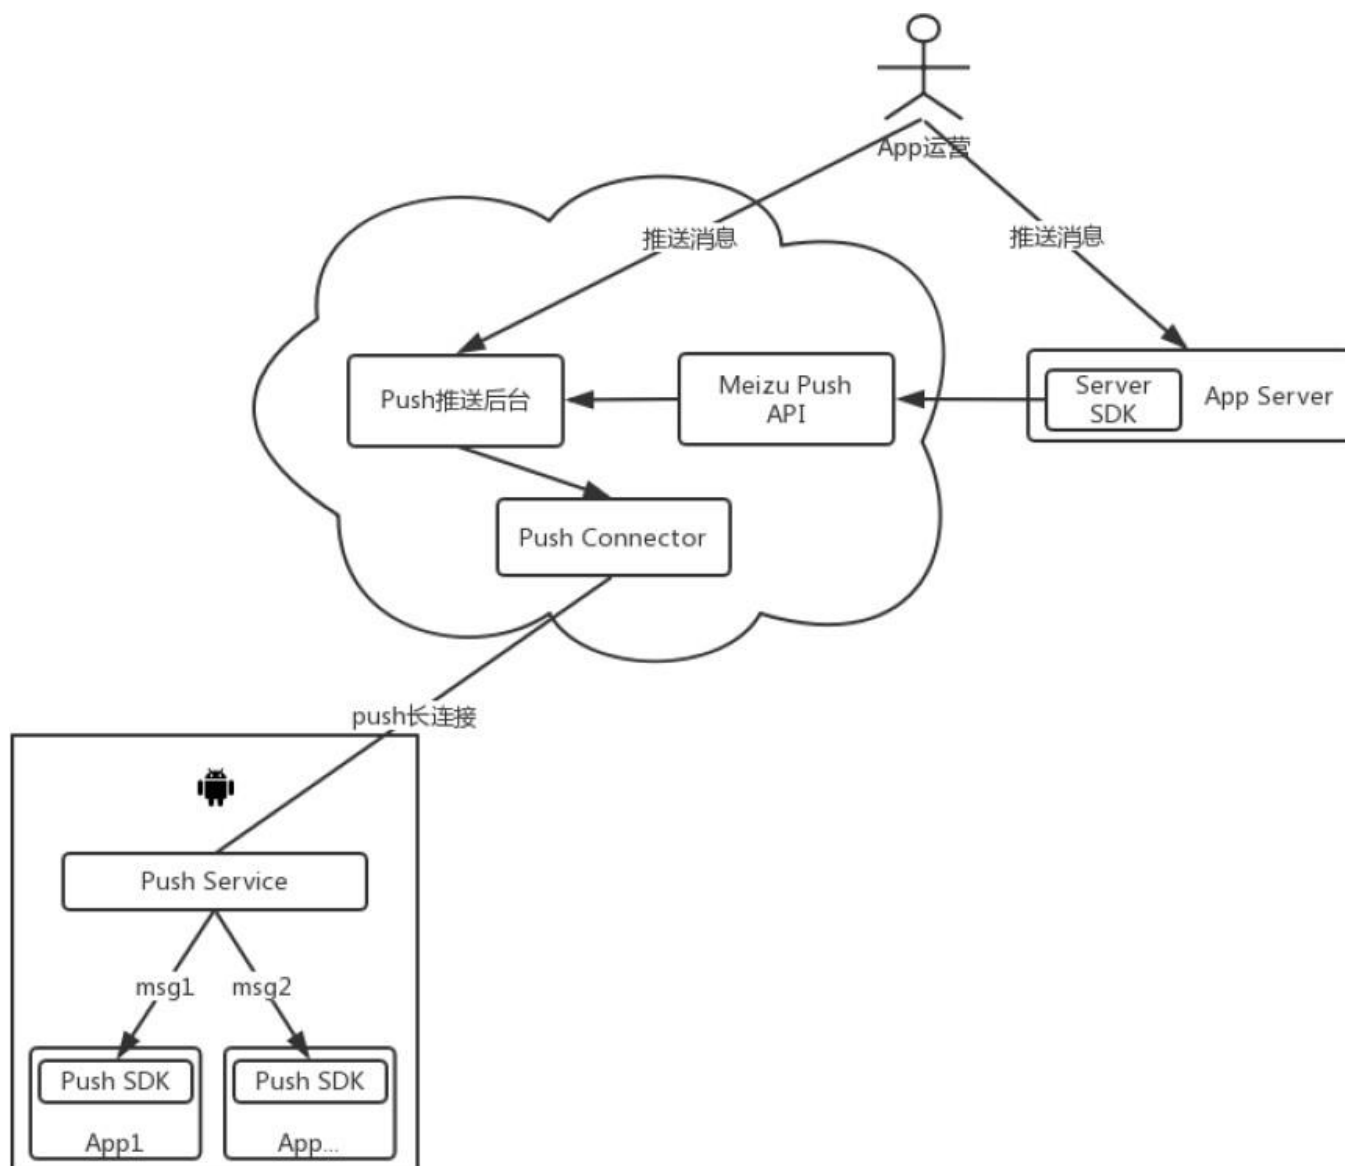 App运营
推送消息
推送消息
Push推送后台
Meizu Push
API
Server
SDK
App Server
Push Connector
push长连接
Push Service
msg1
msg2
Push SDK
App1
Push SDK
App...